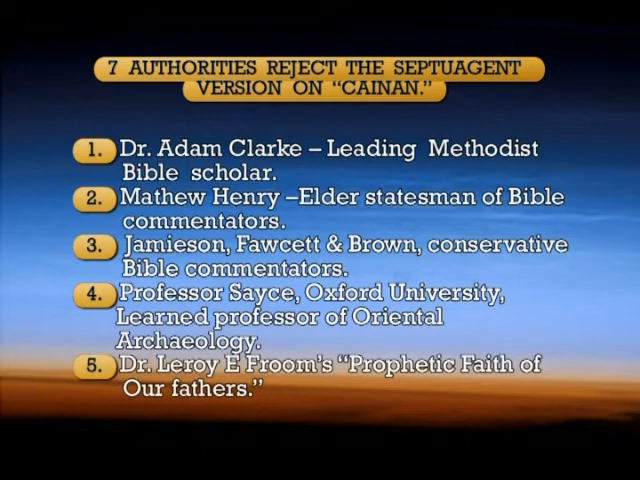 7 AUTHORITIES REJECT THE SEPTUAGENT
VERSION ON “CAINAN.”
1. Dr. Adam Clarke – Leading Methodist
Bible scholar.
2. Mathew Henry –Elder statesman of Bible
commentators.
3. Jamieson, Fawcett & Brown, conservative
Bible commentators.
4. Professor Sayce, Oxford University,
Learned professor of Oriental
Archaeology.
5. Dr. Leroy E Froom’s “Prophetic Faith of
Our fathers.”